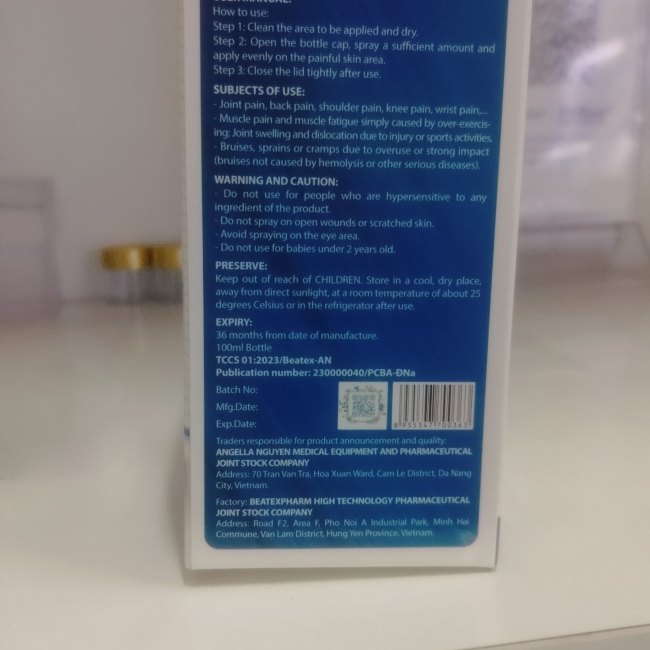 How to use:
Step 1: Clean the area to be applied and dry.
Step 2: Open the bottle cap, spray a sufficient amount and
apply evenly on the painful skin area.
Step 3: Close the lid tightly after use.
SUBJECTS OF USE:
- Joint pain, back pain, shoulder pain, knee pain, wrist pain,...
- Muscle pain and muscle fatigue simply caused by over-exercis-
ing; Joint swelling and dislocation due to injury or sports activities.
- Bruises, sprains or cramps due to overuse or strong impact
(bruises not caused by hemolysis or other serious diseases).
WARNING AND CAUTION:
- Do not use for people who are hypersensitive to any
ingredient of the product.
- Do not spray on open wounds or scratched skin.
- Avoid spraying on the eye area.
- Do not use for babies under 2 years old.
PRESERVE:
Keep out of reach of CHILDREN. Store in a cool, dry place,
away from direct sunlight, at a room temperature of about 25
degrees Celsius or in the refrigerator after use.
EXPIRY:
36 months from date of manufacture.
100ml Bottle
TCCS 01:2023/Beatex-AN
Publication number: 230000040/PCBA-ĐNa
Batch No:
Mfg.Date:
Exp.Date:
Traders responsible for product announcement and quality:
ANGELLA NGUYEN MEDICAL EQUIPMENT AND PHARMACEUTICAL
JOINT STOCK COMPANY
Address: 70 Tran Van Tra, Hoa Xuan Ward, Cam Le District, Da Nang
City, Vietnam.
Factory: BEATEXPHARM HIGH TECHNOLOGY PHARMACEUTICAL
JOINT STOCK COMPANY
Address: Road F2, Area F, Pho Noi A Industrial Park, Minh Hai
Commune, Van Lam District, Hung Yen Province, Vietnam.